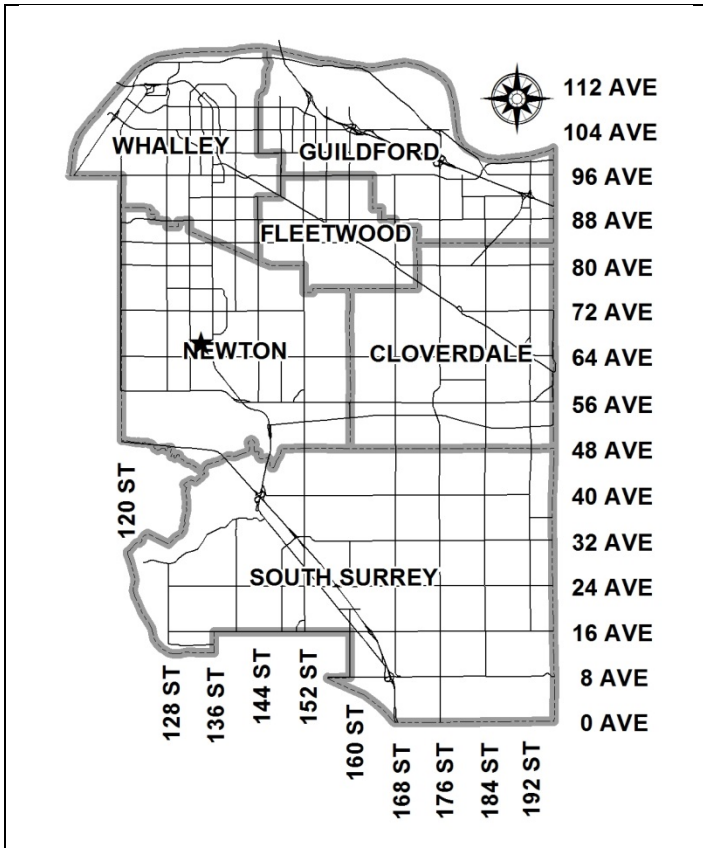 112 AVE
104 AVE
WHALLEY
GUILDFORD
96 AVE
88 AVE
FLEETWOOD
80 AVE
72 AVE
NEWTON
CLOVERDALE
64 AVE
56 AVE
48 AVE
120 ST
40 AVE
32 AVE
SOUTH SURREY
24 AVE
16 AVE
128 ST
136 ST
144 ST
152 ST
160 ST
8 AVE
0 AVE
168 ST
176 ST
184 ST
192 ST